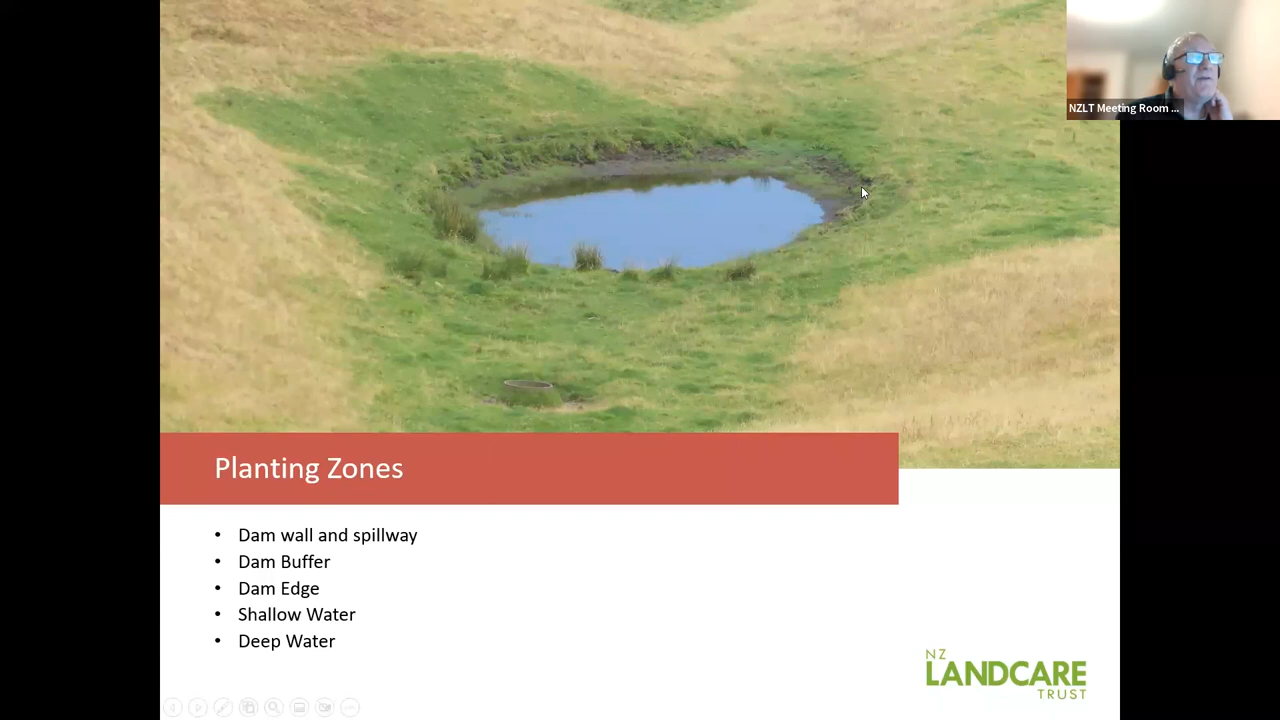 NZLT Meeting Room ...
Planting Zones
• Dam wall and spillway
• Dam Buffer
• Dam Edge
• Shallow Water
• Deep Water
NZ
LANDCARE
TRUST